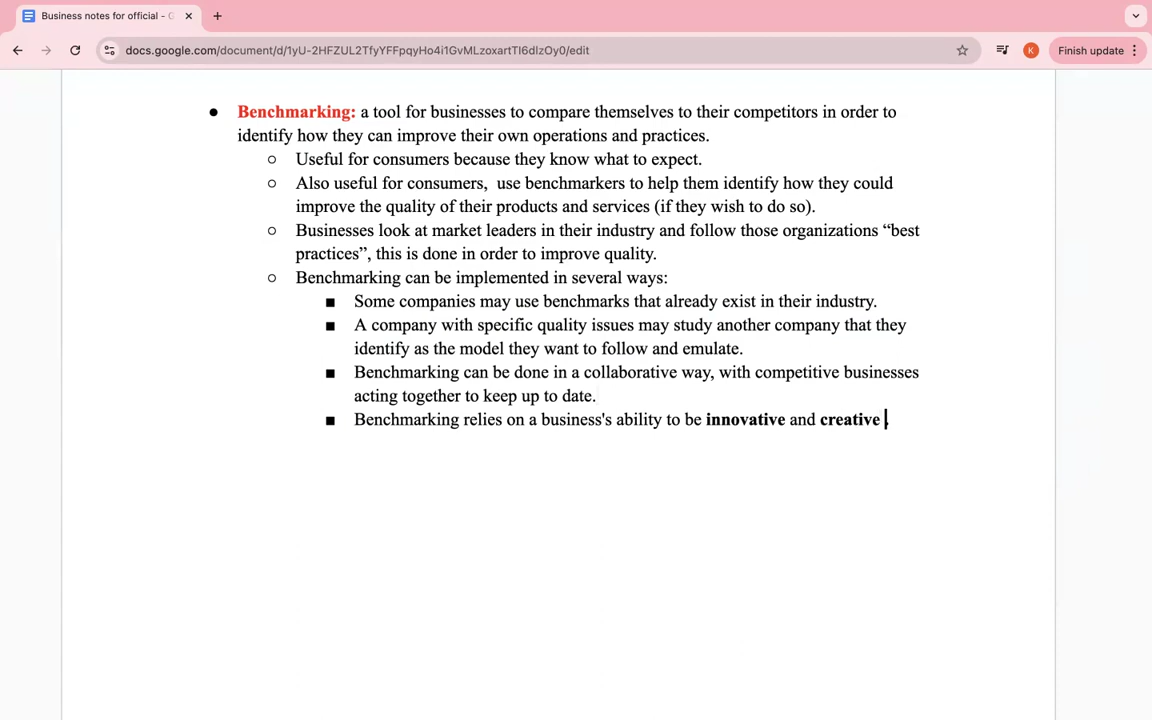 Business notes for official - G
docs.google.com/document/d/1yU-2HFZUL2TfyYFFpqyHo4i1GvMLzoxartTI6dIzOy0/edit
K
Finish update
Benchmarking: a tool for businesses to compare themselves to their competitors in order to
identify how they can improve their own operations and practices.
Useful for consumers because they know what to expect.
Also useful for consumers,  use benchmarkers to help them identify how they could
improve the quality of their products and services (if they wish to do so).
Businesses look at market leaders in their industry and follow those organizations “best
practices”, this is done in order to improve quality.
Benchmarking can be implemented in several ways:
Some companies may use benchmarks that already exist in their industry.
A company with specific quality issues may study another company that they
identify as the model they want to follow and emulate.
Benchmarking can be done in a collaborative way, with competitive businesses
acting together to keep up to date.
Benchmarking relies on a business's ability to be innovative and creative .